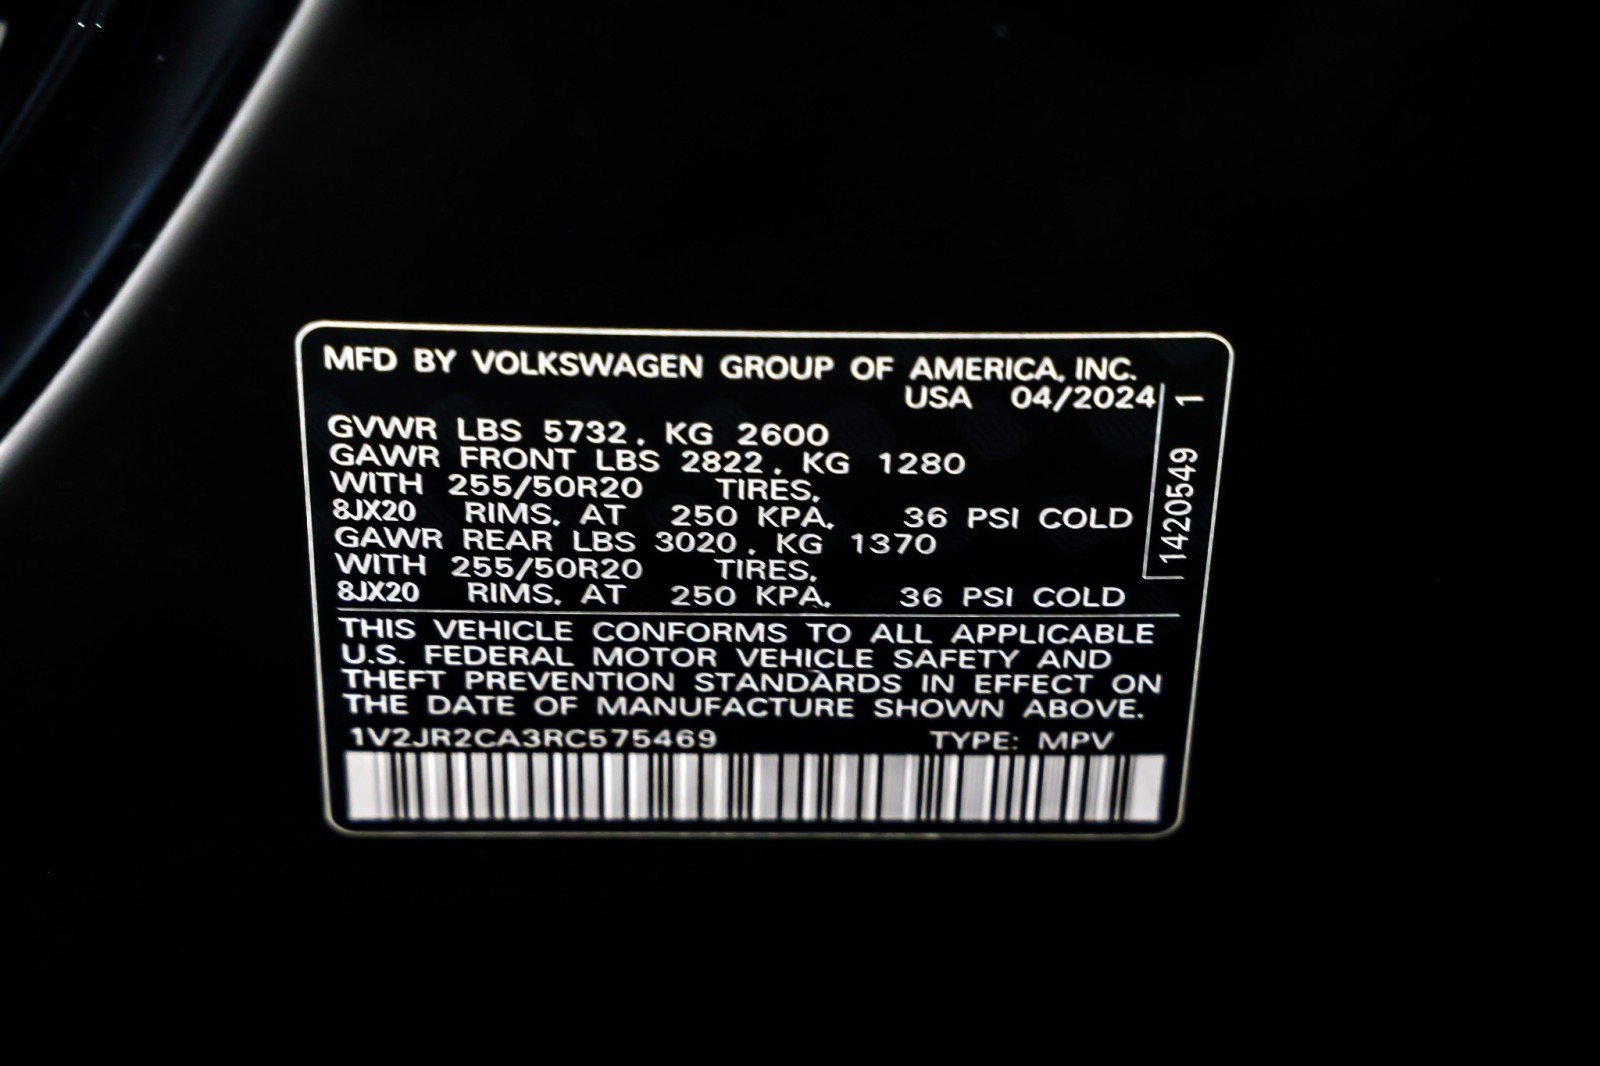 MFD BY VOLKSWAGEN GROUP OF AMERICA, INC.
USA 04/2024
GVWR LBS 5732, KG 2600
GAWR FRONT LBS 2822, KG 1280
WITH 255/50R20 TIRES,
8JX20 RIMS, AT 250 KPA, 36 PSI COLD
GAWR REAR LBS 3020, KG 1370
WITH 255/50R20 TIRES,
8JX20 RIMS, AT 250 KPA, 36 PSI COLD
THIS VEHICLE CONFORMS TO ALL APPLICABLE
U.S. FEDERAL MOTOR VEHICLE SAFETY AND
THEFT PREVENTION STANDARDS IN EFFECT ON
THE DATE OF MANUFACTURE SHOWN ABOVE.
1V2JR2CA3RC575469 TYPE: MPV
1420549 1